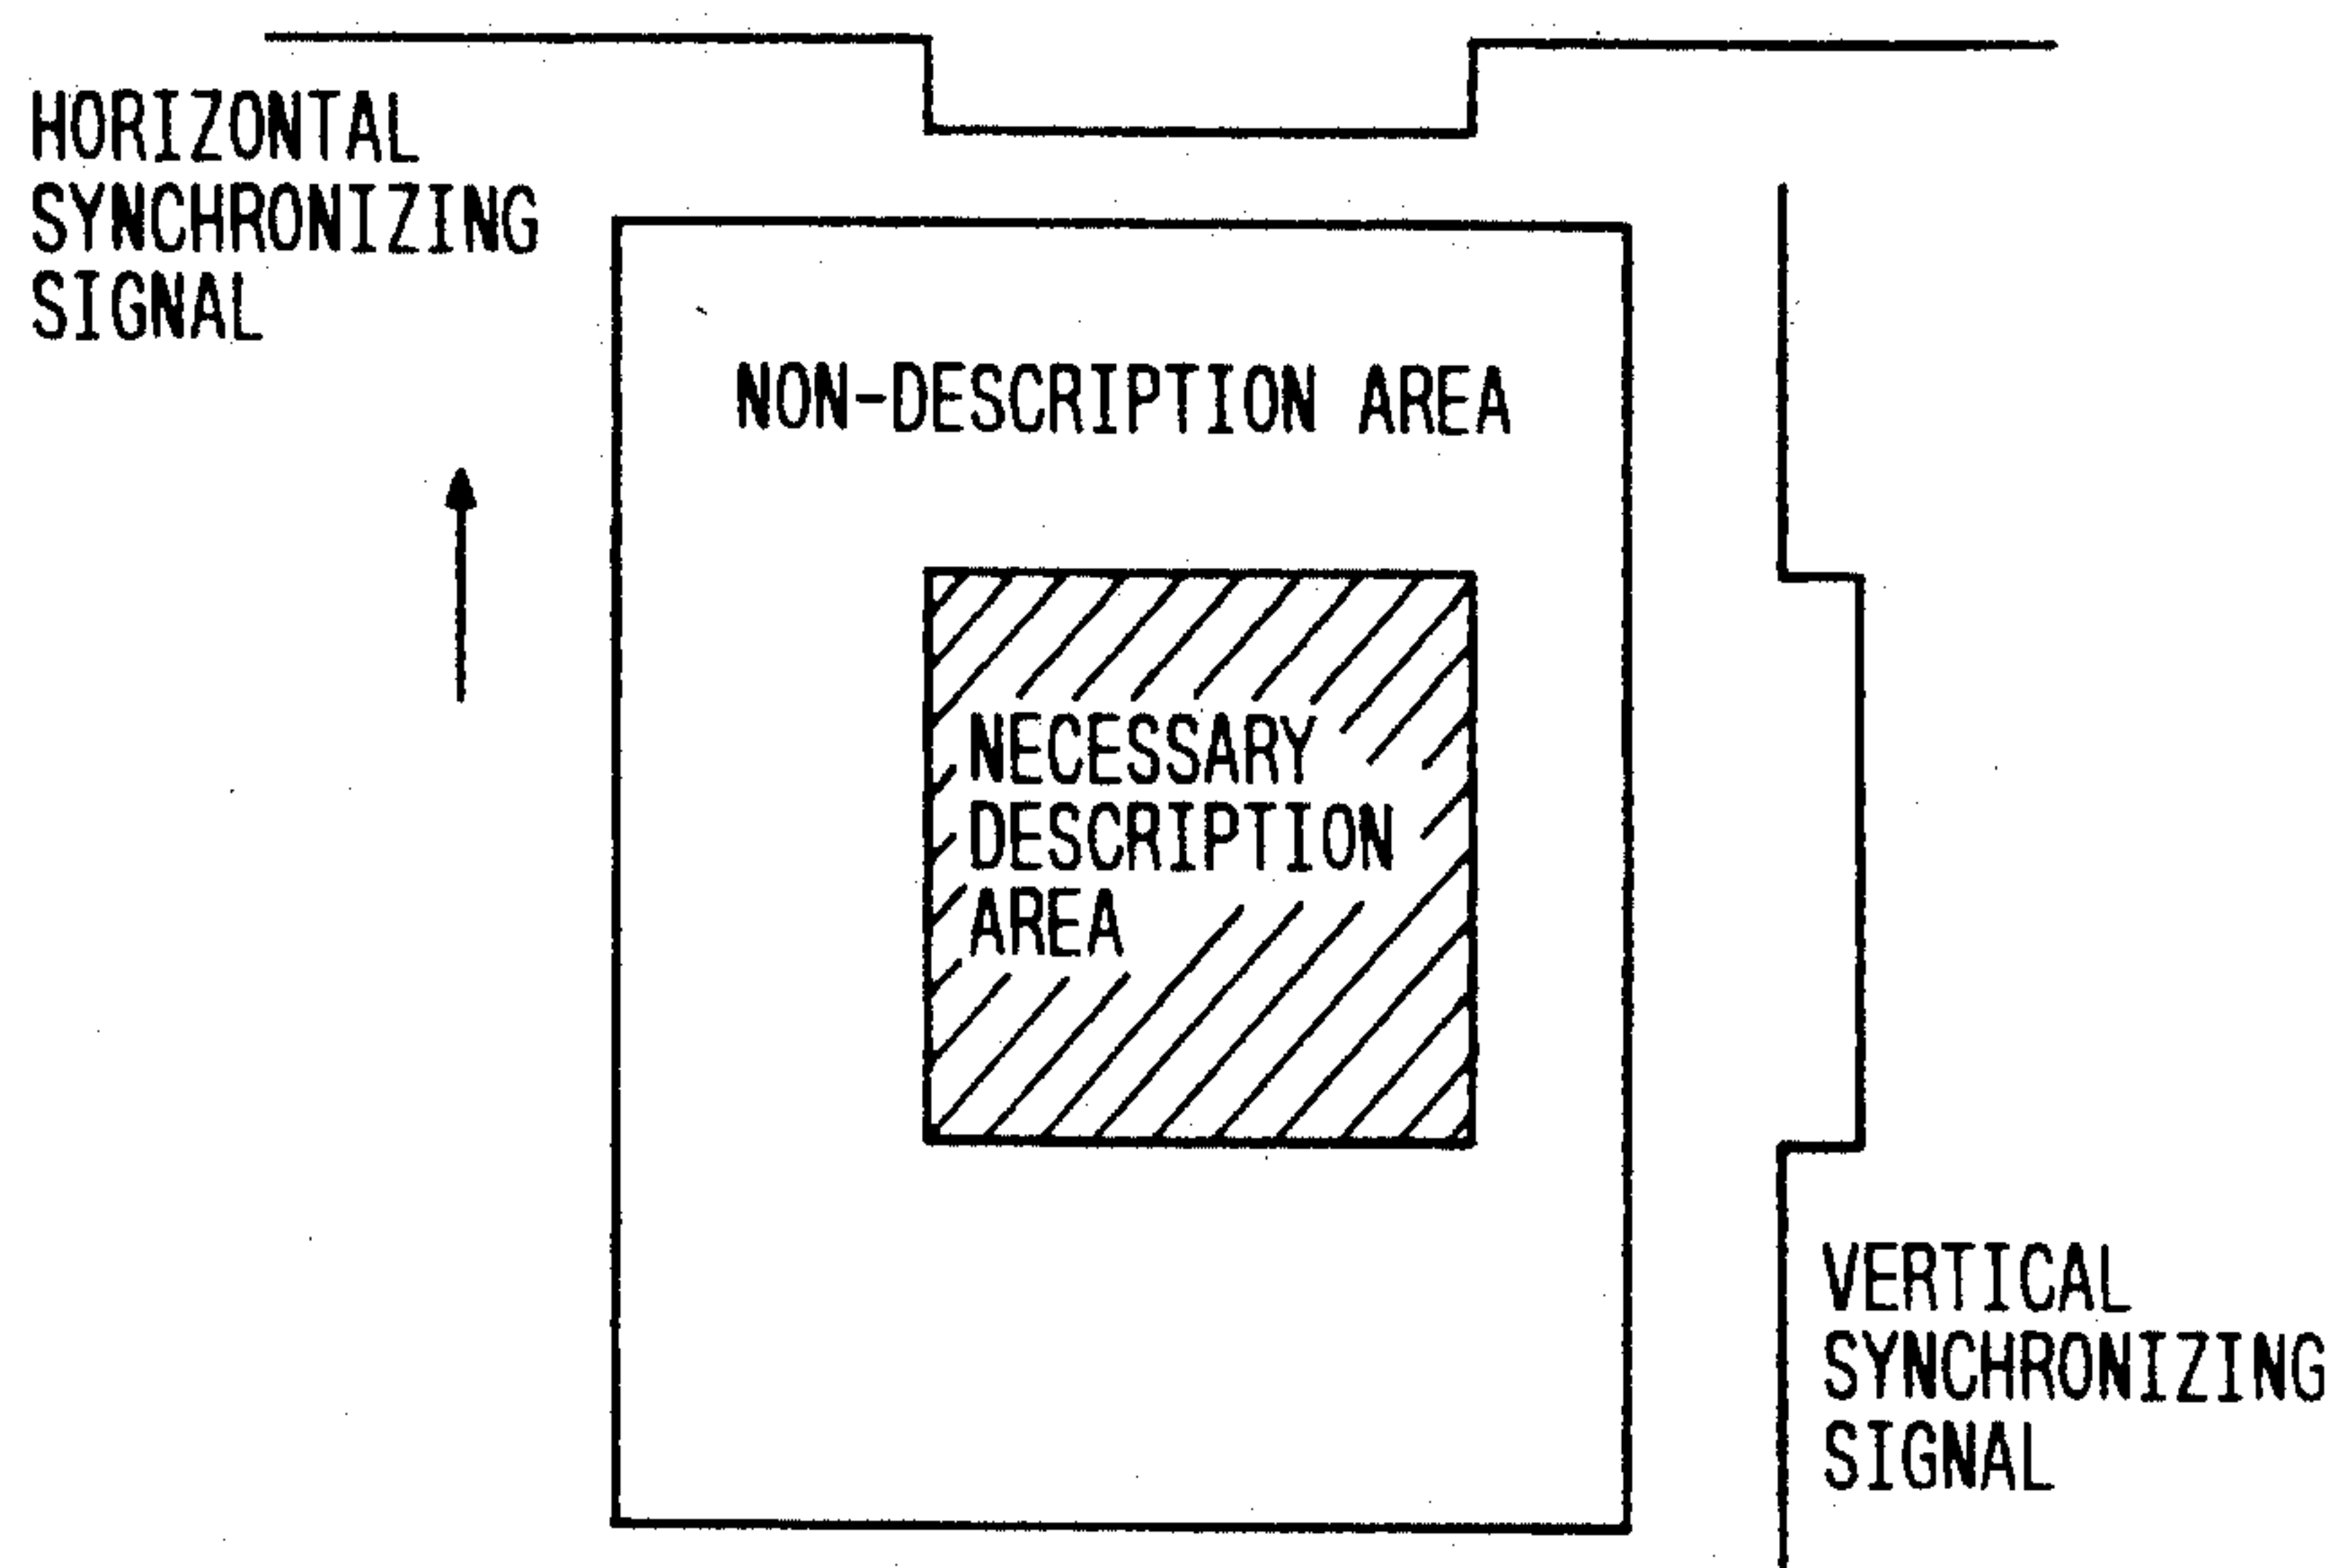 HORIZONTAL
SYNCHRONIZING
SIGNAL
NON-DESCRIPTION AREA
NECESSARY
DESCRIPTION
AREA
VERTICAL
SYNCHRONIZING
SIGNAL